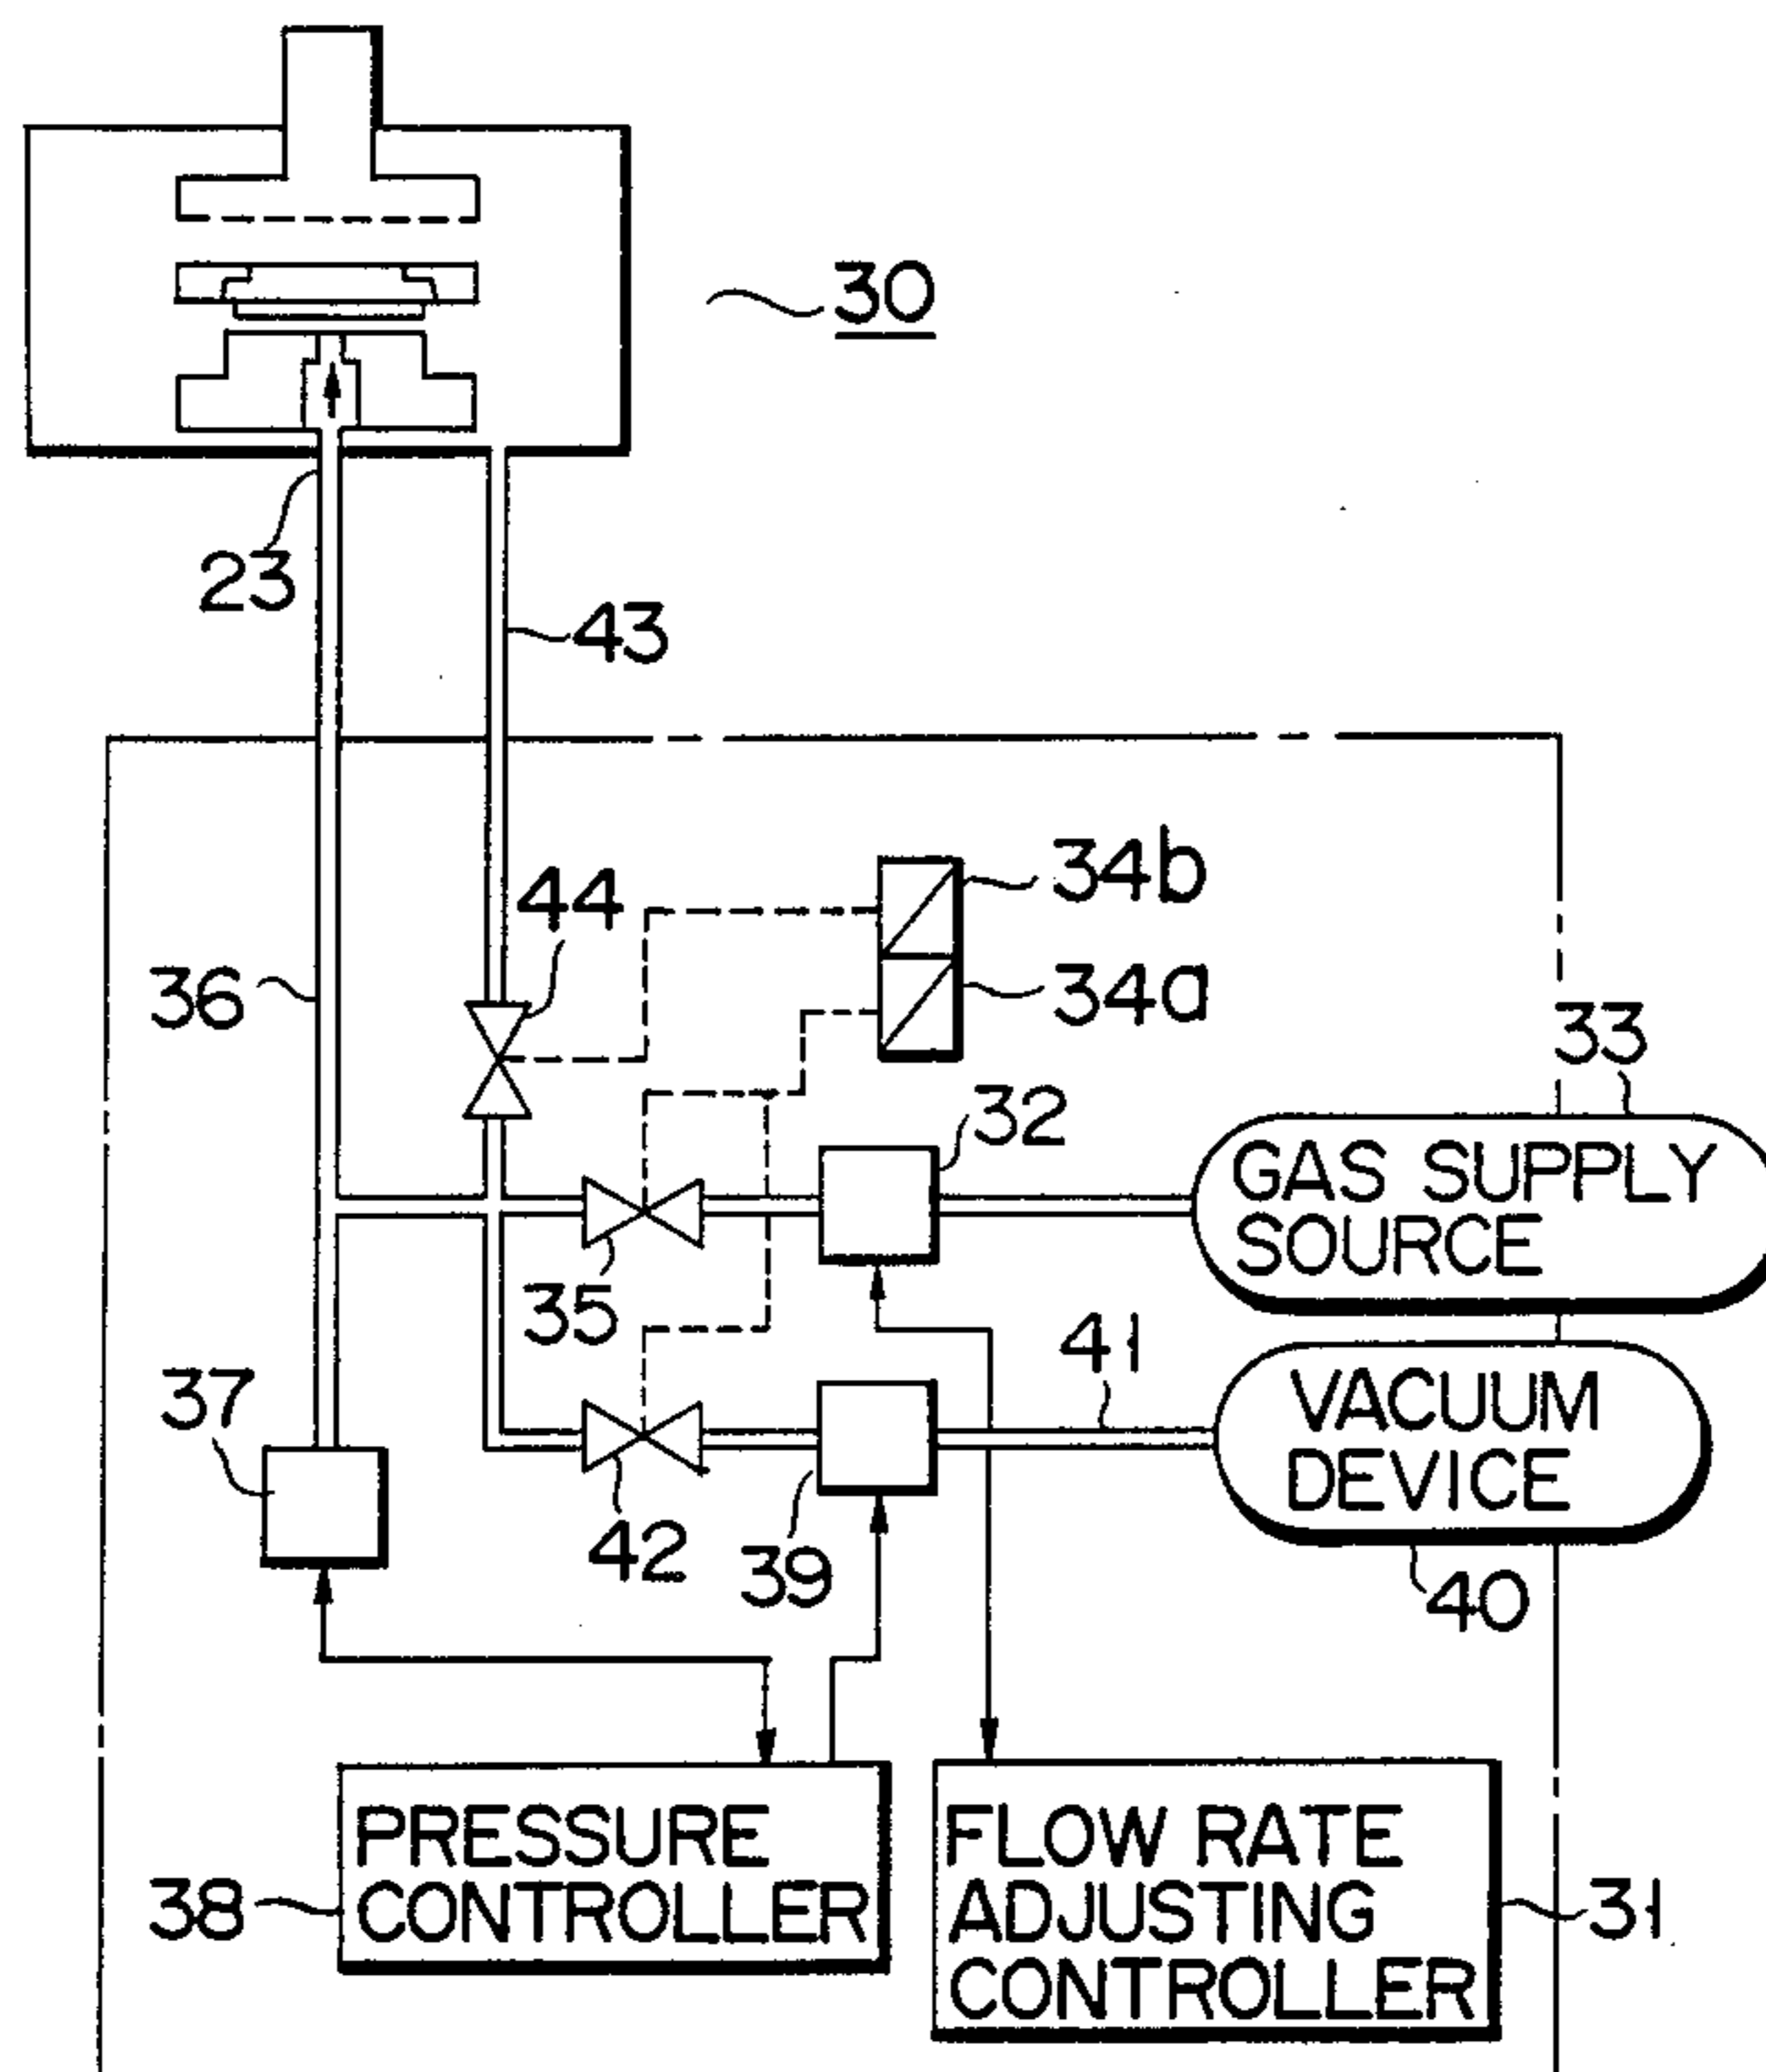 30
23
43
34b
44
34a
36
33
32
GAS SUPPLY
SOURCE
35
41
37
VACUUM
DEVICE
42
39
40
PRESSURE
CONTROLLER
38
FLOW RATE
ADJUSTING
CONTROLLER
31